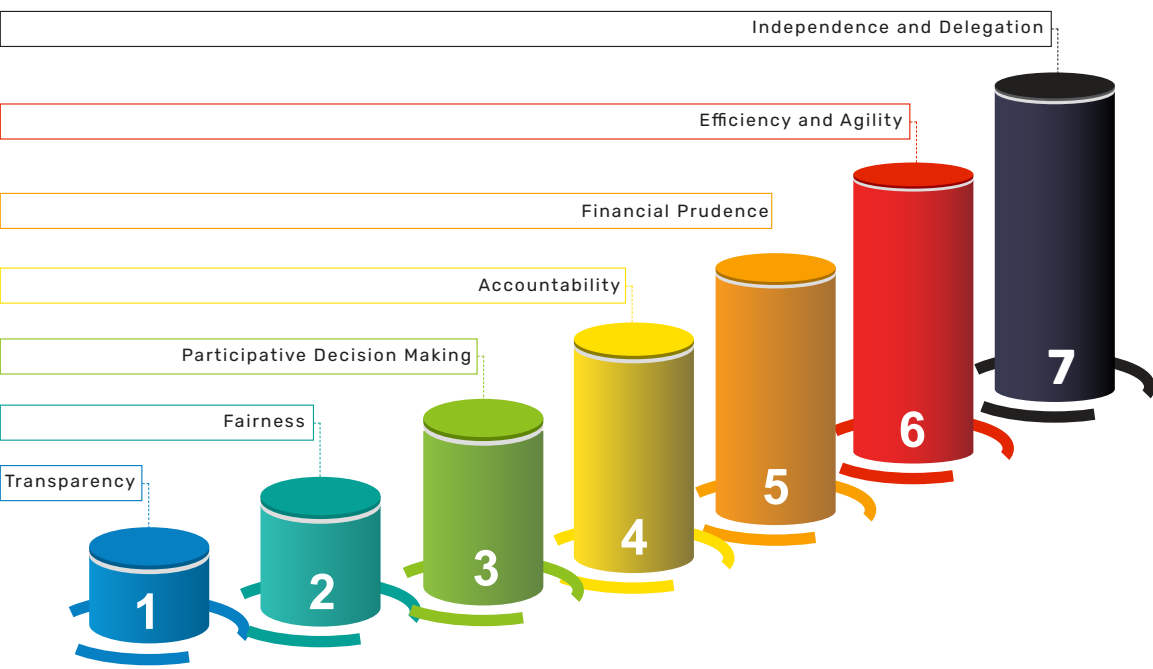 Independence and Delegation
Efficiency and Agility
Financial Prudence
Accountability
Participative Decision Making
Fairness
Transparency
7
6
5
4
3
2
1